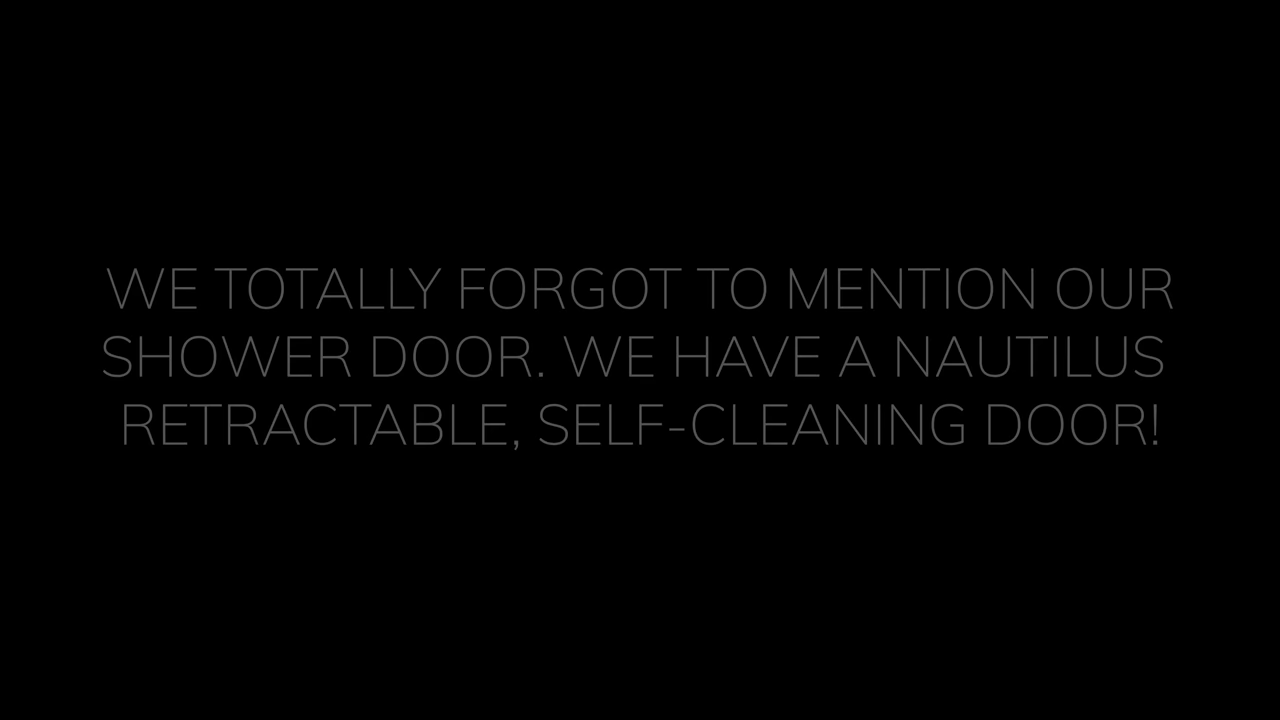 WE TOTALLY FORGOT TO MENTION OUR
SHOWER DOOR. WE HAVE A NAUTILUS
RETRACTABLE, SELF-CLEANING DOOR!